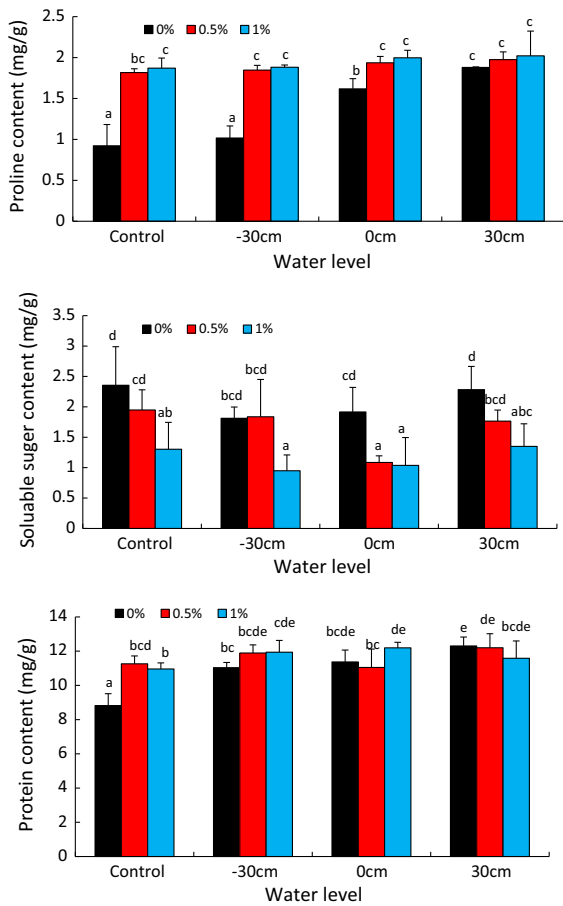 Proline content (mg/g)
2.5
2
1.5
1
0.5
0
0% 0.5% 1%
a bc c a c c b c c c c c
Control -30cm 0cm 30cm
Water level
Soluable suger content (mg/g)
3.5
3
2.5
2
1.5
1
0.5
0
0% 0.5% 1%
d cd ab bcd bcd a cd a a d bcd abc
Control -30cm 0cm 30cm
Water level
Protein content (mg/g)
14
12
10
8
6
4
2
0
0% 0.5% 1%
a bcd b bc bcde cde bcde bc de e de bcde
Control -30cm 0cm 30cm
Water level